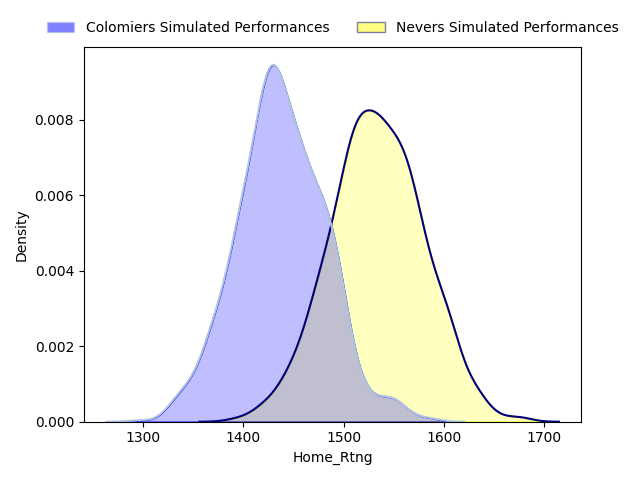 Colomiers Simulated Performances Nevers Simulated Performances
0.008
0.006
Density
0.004
0.002
0.000
1300 1400 1500 1600 1700
Home_Rtng